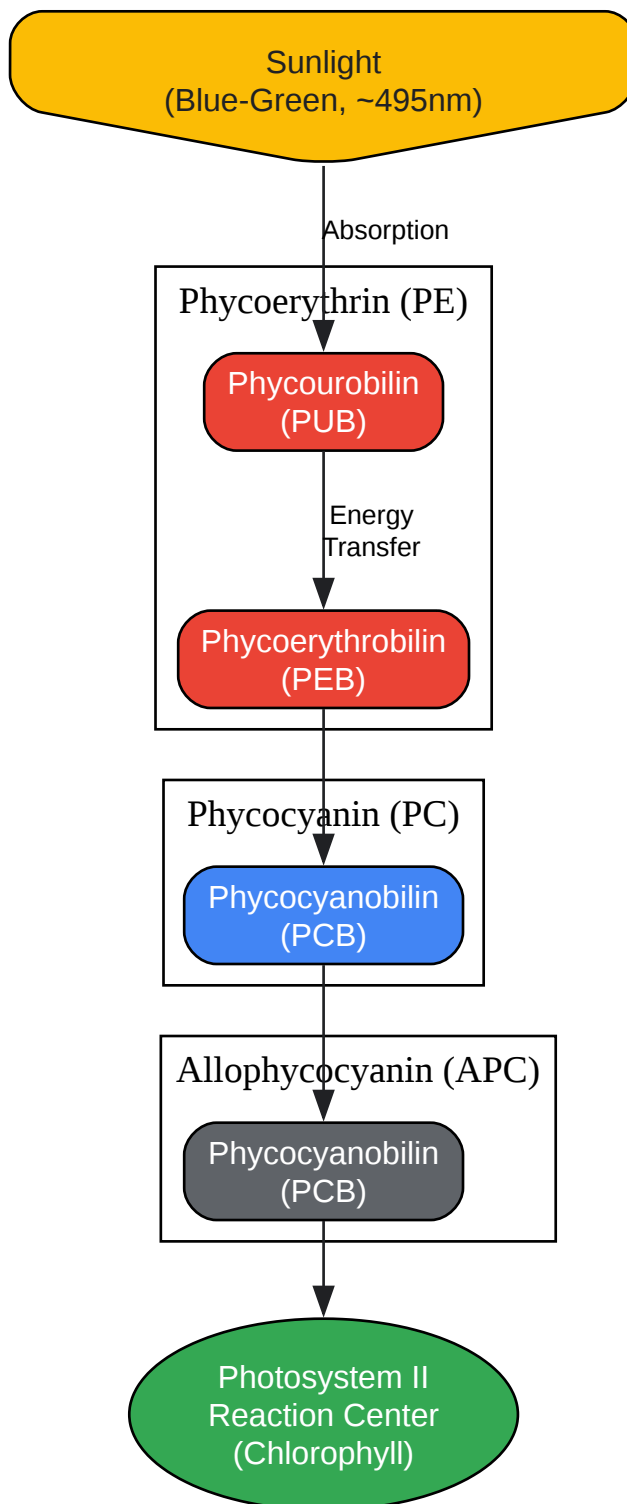 Sunlight
(Blue-Green, ~495nm)
Absorption
Phycoerythrin (PE)
Phycourobilin
(PUB)
Energy
Transfer
Phycoerythrobilin
(PEB)
Phycocyanin (PC)
Phycocyanobilin
(PCB)
Allophycocyanin (APC)
Phycocyanobilin
(PCB)
Photosystem II
Reaction Center
(Chlorophyll)